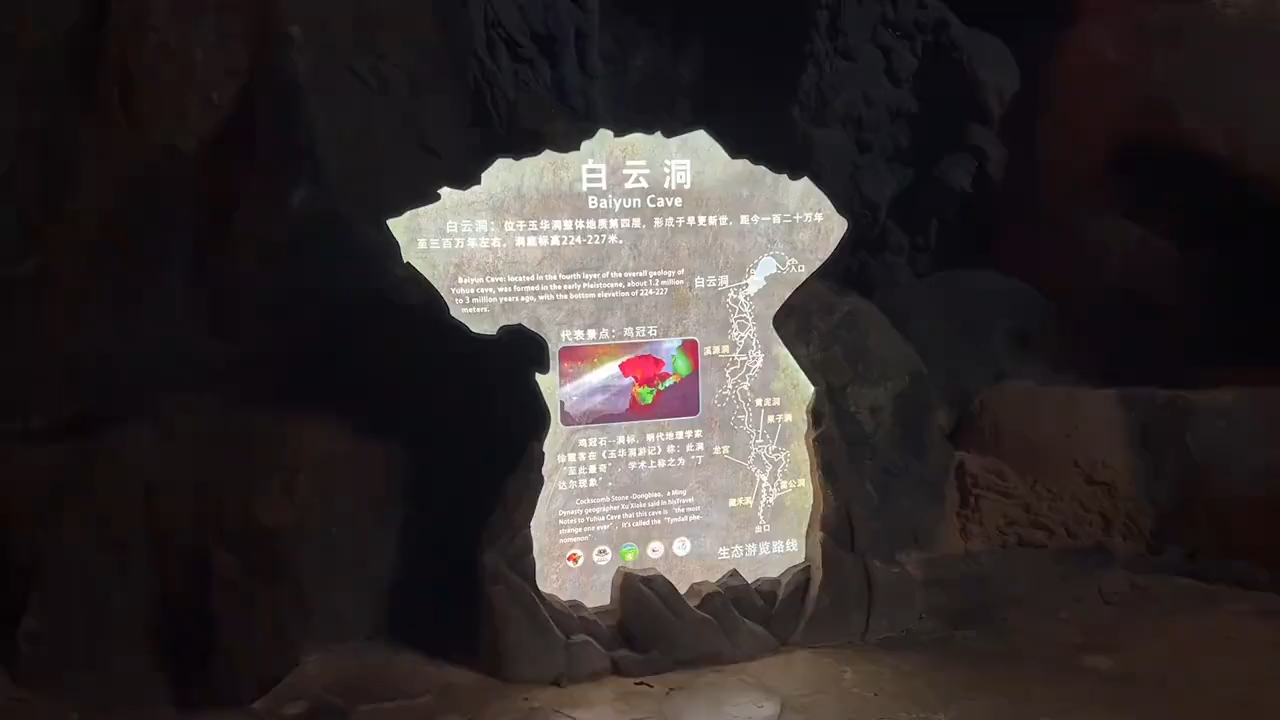 白云洞
Baiyun Cave
白云洞：位于玉华洞整体地质第四层，形成于早更新世，距今一百二十万年
至三百万年左右，洞底标高224-227米。
Baiyun Cave: located in the fourth layer of the overall geology of
Yuhua cave, was formed in the early Pleistocene, about 1.2 million
to 3 million years ago, with the bottom elevation of 224-227
meters.
代表景点：鸡冠石
鸡冠石--洞标，明代地理学家
徐霞客在《玉华洞游记》称：此洞
"至此最奇"，学术上称之为"丁
达尔现象"。
Cockscomb Stone -Dongbiao, a Ming
Dynasty geographer Xu Xiake said in hisTravel
Notes to Yuhua Cave that this cave is "the most
strange one ever", it's called the "Tyndall phe-
nomenon"
入口
白云洞
溪源洞
黄泥洞
果子洞
龙宫
雷公洞
藏禾洞
出口
生态游览路线